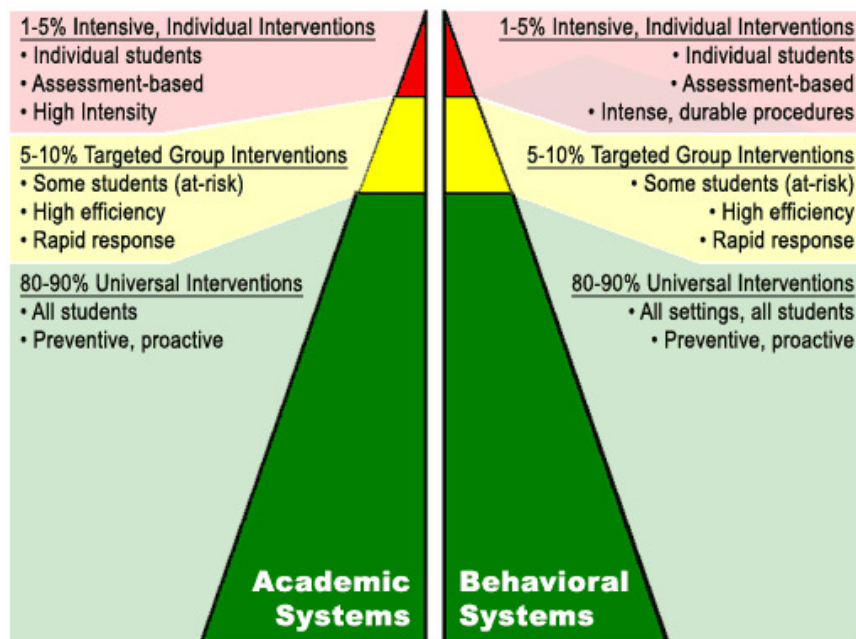 1-5% Intensive, Individual Interventions
• Individual students
• Assessment-based
• High Intensity
5-10% Targeted Group Interventions
• Some students (at-risk)
• High efficiency
• Rapid response
80-90% Universal Interventions
• All students
• Preventive, proactive
Academic
Systems
1-5% Intensive, Individual Interventions
• Individual students
• Assessment-based
• Intense, durable procedures
5-10% Targeted Group Interventions
• Some students (at-risk)
• High efficiency
• Rapid response
80-90% Universal Interventions
• All settings, all students
• Preventive, proactive
Behavioral
Systems